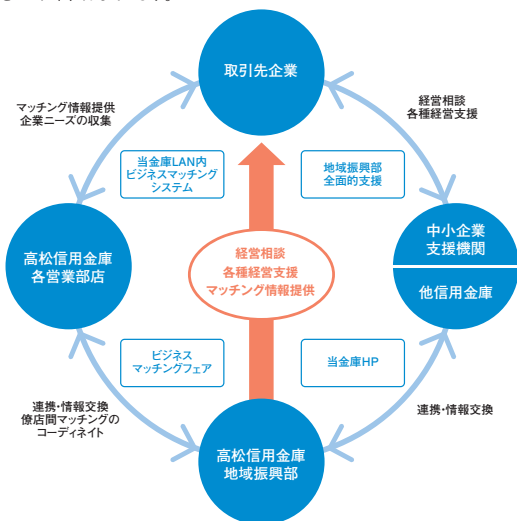 取引先企業
マッチング情報提供
企業ニーズの収集
経営相談
各種経営支援
当金庫LAN内
ビジネスマッチング
システム
地域振興部
全面的支援
高松信用金庫
各営業部店
経営相談
各種経営支援
マッチング情報提供
中小企業
支援機関
他信用金庫
ビジネス
マッチングフェア
当金庫HP
連携・情報交換
僚店間マッチングの
コーディネイト
連携・情報交換
高松信用金庫
地域振興部